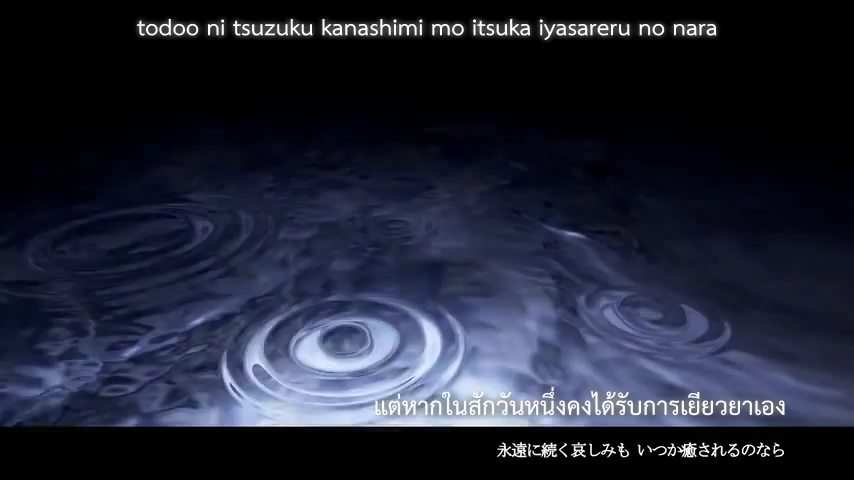 todoo ni tsuzuku kanashimi mo itsuka iyasareru no nara
แต่หากในสักวันหนึ่งคงได้รับการเยียวยาเอง
永遠に続く哀しみも いつか癒されるのなら